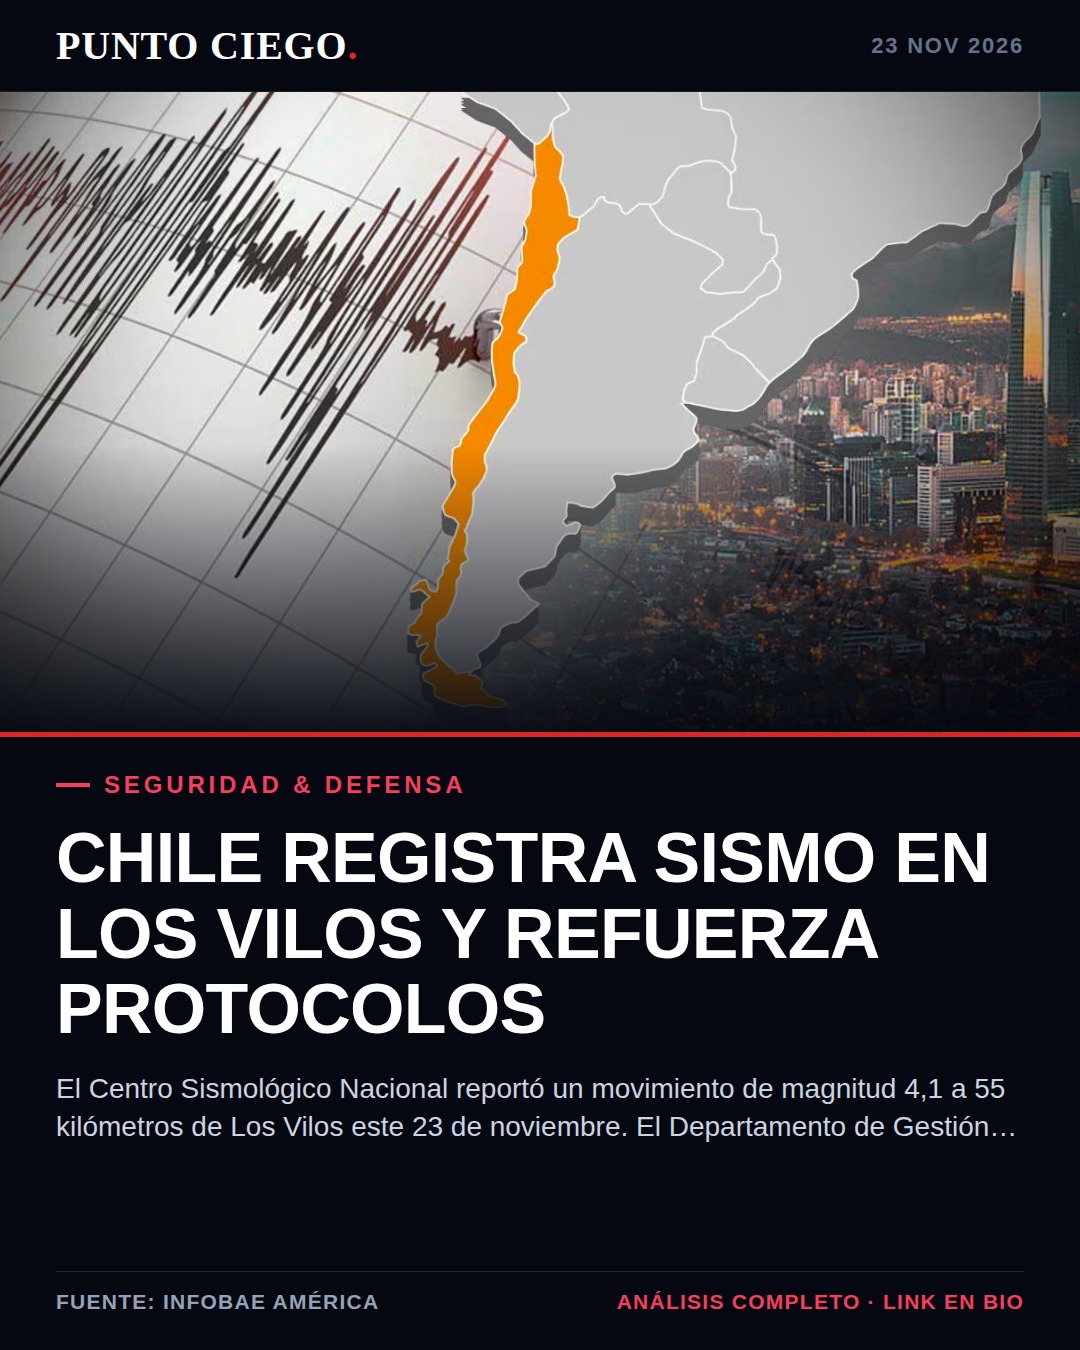 PUNTO CIEGO.
23 NOV 2026
SEGURIDAD & DEFENSA
CHILE REGISTRA SISMO EN
LOS VILOS Y REFUERZA
PROTOCOLOS
El Centro Sismológico Nacional reportó un movimiento de magnitud 4,1 a 55
kilómetros de Los Vilos este 23 de noviembre. El Departamento de Gestión…
FUENTE: INFOBAE AMÉRICA
ANÁLISIS COMPLETO · LINK EN BIO